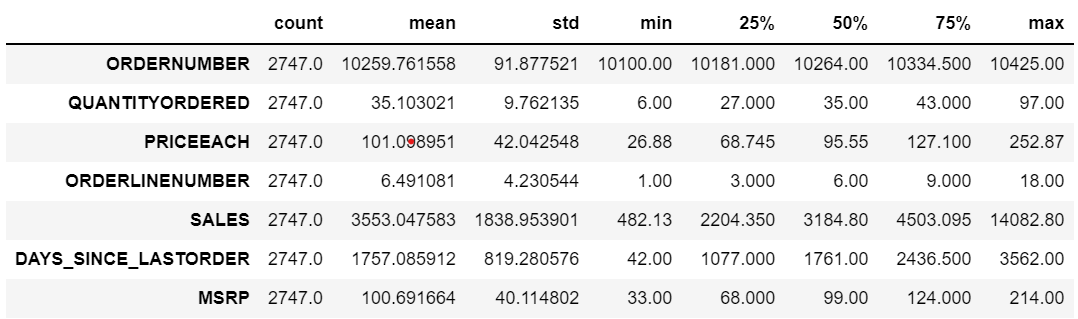 count mean std min 25% 50% 75% max
ORDERNUMBER 2747.0 10259.761558 91.877521 10100.00 10181.000 10264.00 10334.500 10425.00
QUANTITYORDERED 2747.0 35.103021 9.762135 6.00 27.000 35.00 43.000 97.00
PRICEEACH 2747.0 101.098951 42.042548 26.88 68.745 95.55 127.100 252.87
ORDERLINENUMBER 2747.0 6.491081 4.230544 1.00 3.000 6.00 9.000 18.00
SALES 2747.0 3553.047583 1838.953901 482.13 2204.350 3184.80 4503.095 14082.80
DAYS_SINCE_LASTORDER 2747.0 1757.085912 819.280576 42.00 1077.000 1761.00 2436.500 3562.00
MSRP 2747.0 100.691664 40.114802 33.00 68.000 99.00 124.000 214.00